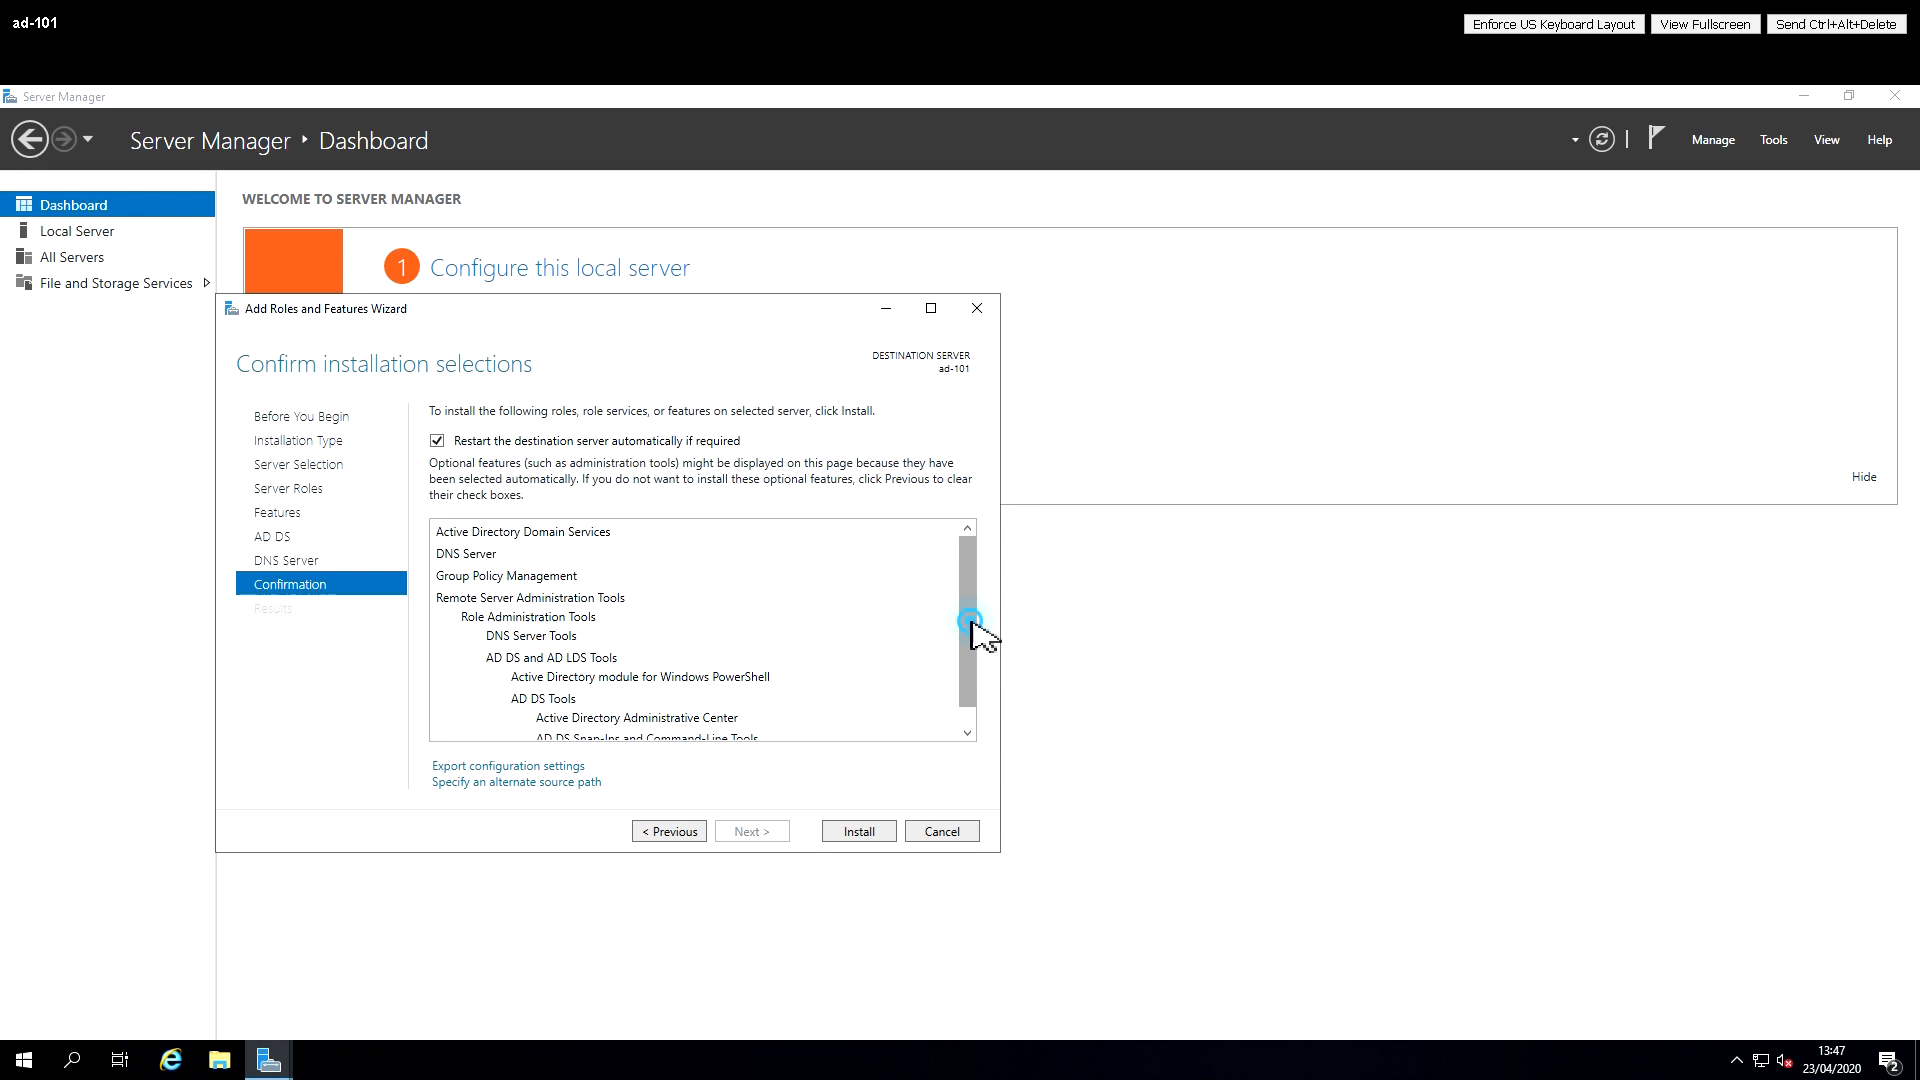 ad-101
Enforce US Keyboard Layout
View Fullscreen
Send Ctrl+Alt+Delete
Server Manager
Server Manager • Dashboard
Manage
Tools
View
Help
Dashboard
Local Server
All Servers
File and Storage Services
WELCOME TO SERVER MANAGER
1 Configure this local server
Hide
Add Roles and Features Wizard
Confirm installation selections
DESTINATION SERVER
ad-101
Before You Begin
Installation Type
Server Selection
Server Roles
Features
AD DS
DNS Server
Confirmation
Results
To install the following roles, role services, or features on selected server, click Install.
Restart the destination server automatically if required
Optional features (such as administration tools) might be displayed on this page because they have
been selected automatically. If you do not want to install these optional features, click Previous to clear
their check boxes.
Active Directory Domain Services
DNS Server
Group Policy Management
Remote Server Administration Tools
Role Administration Tools
DNS Server Tools
AD DS and AD LDS Tools
Active Directory module for Windows PowerShell
AD DS Tools
Active Directory Administrative Center
AD DS Snap-Ins and Command-Line Tools
Export configuration settings
Specify an alternate source path
< Previous
Next >
Install
Cancel
13:47
23/04/2020
2